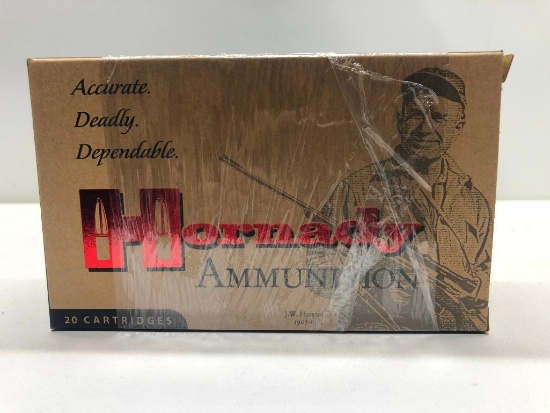 Accurate.
Deadly.
Dependable.
Hornady
AMMUNITION
20 CARTRIDGES
J.W.